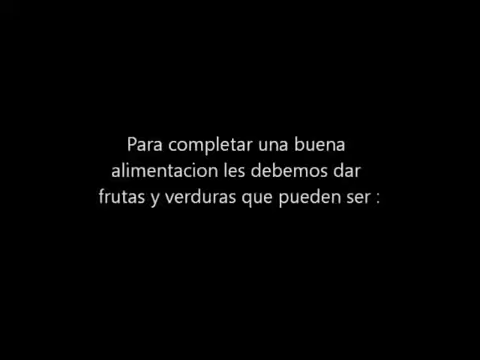 Para completar una buena
alimentacion les debemos dar
frutas y verduras que pueden ser :